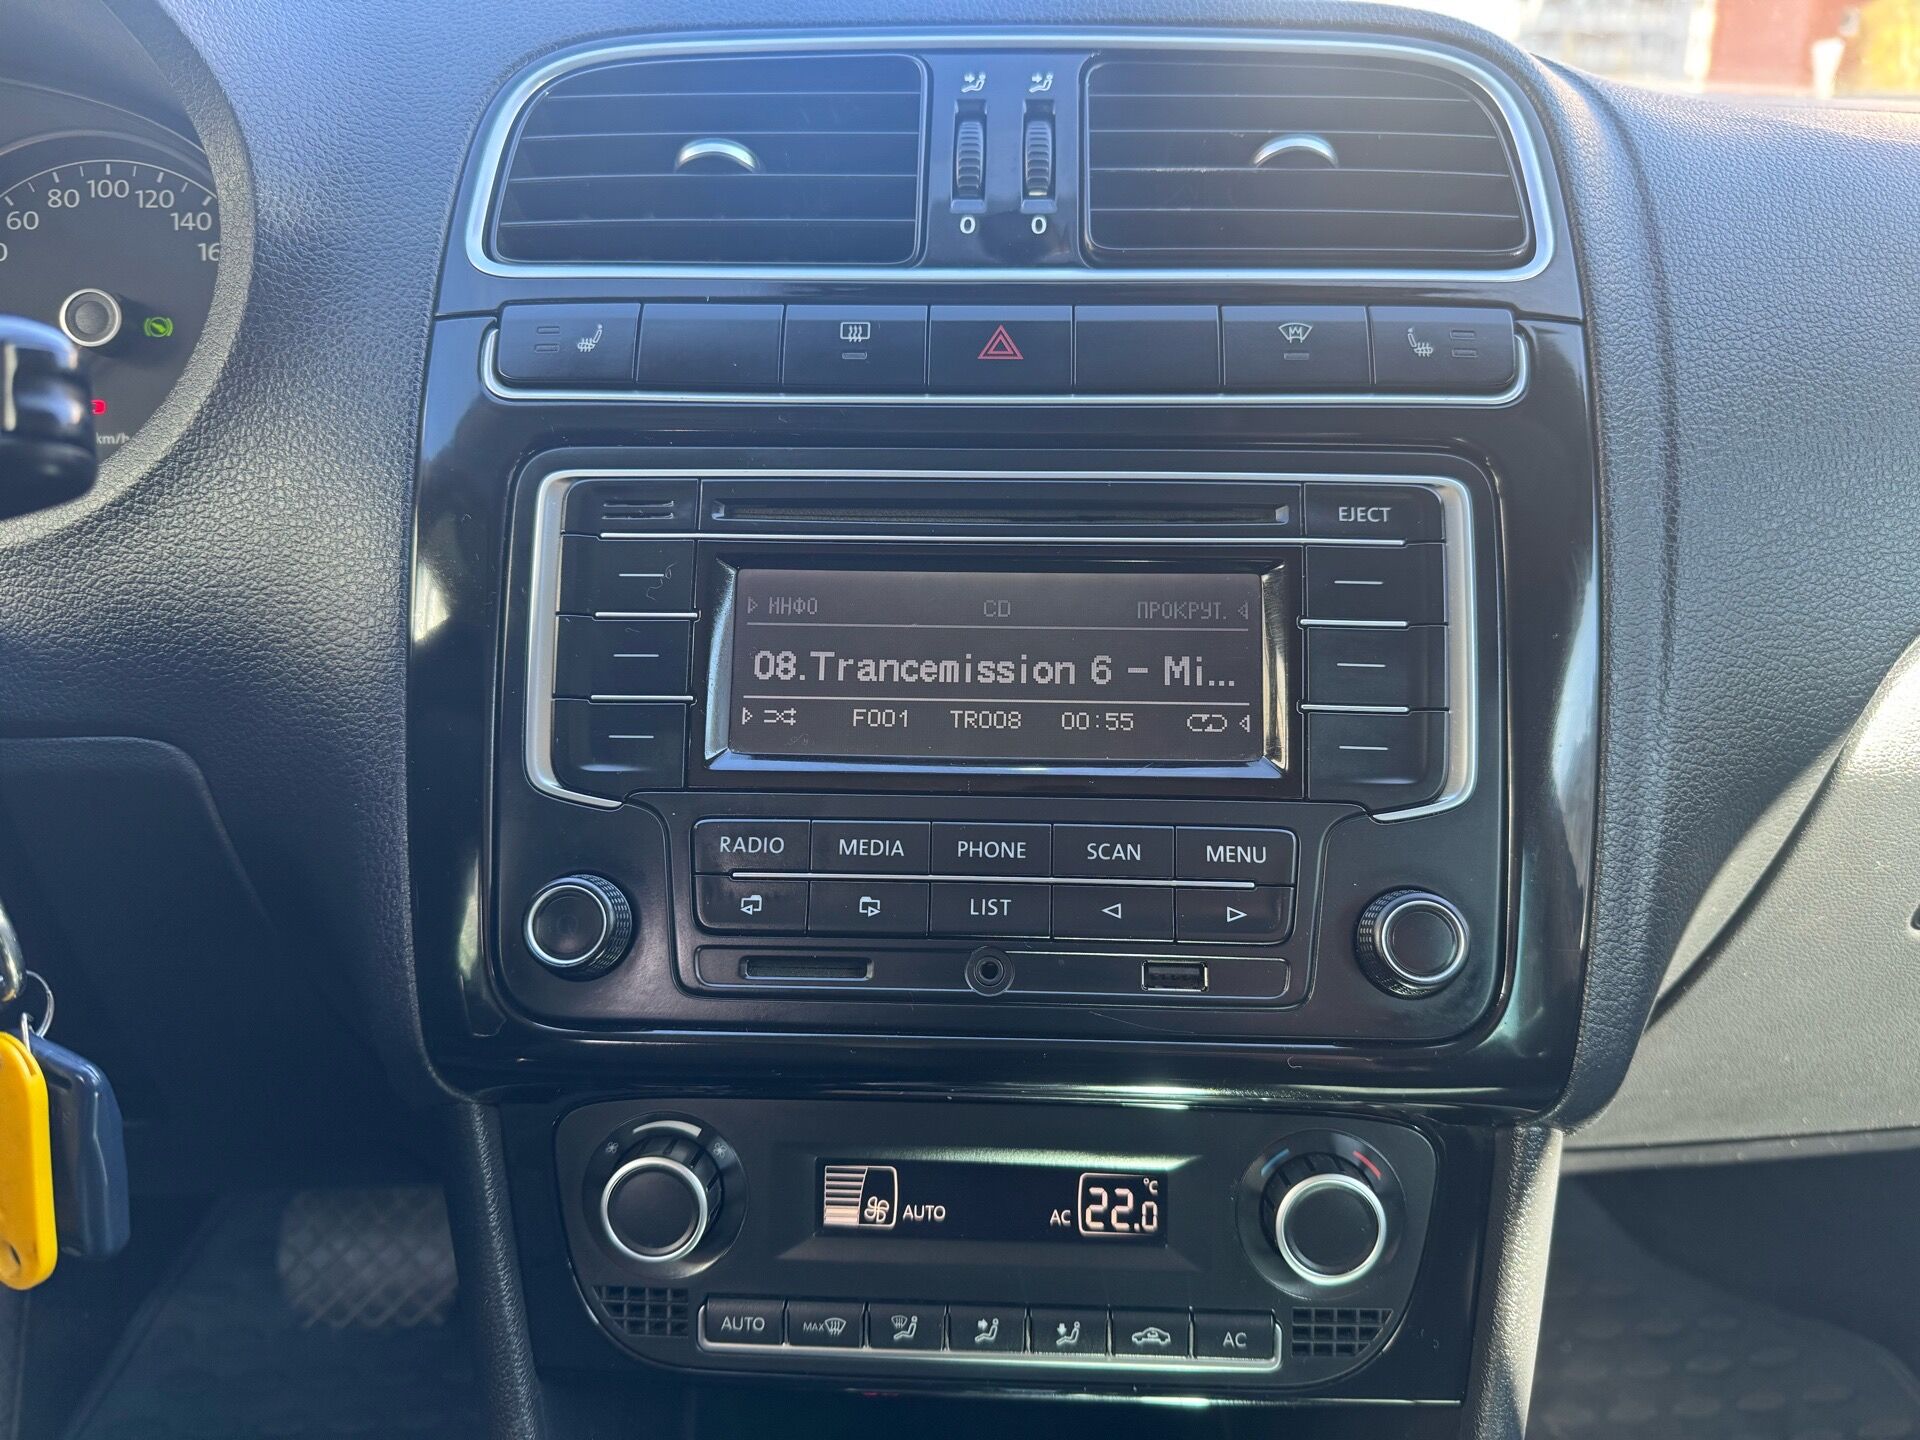 60 80 100 120 140
km/h
0 0
EJECT
ИНФО CD ПРОКРУТ.
08.Trancemission 6 - Mi...
F001 TR008 00:55
RADIO MEDIA PHONE SCAN MENU
LIST
AUTO AC 22.0 °C
AUTO MAX AC